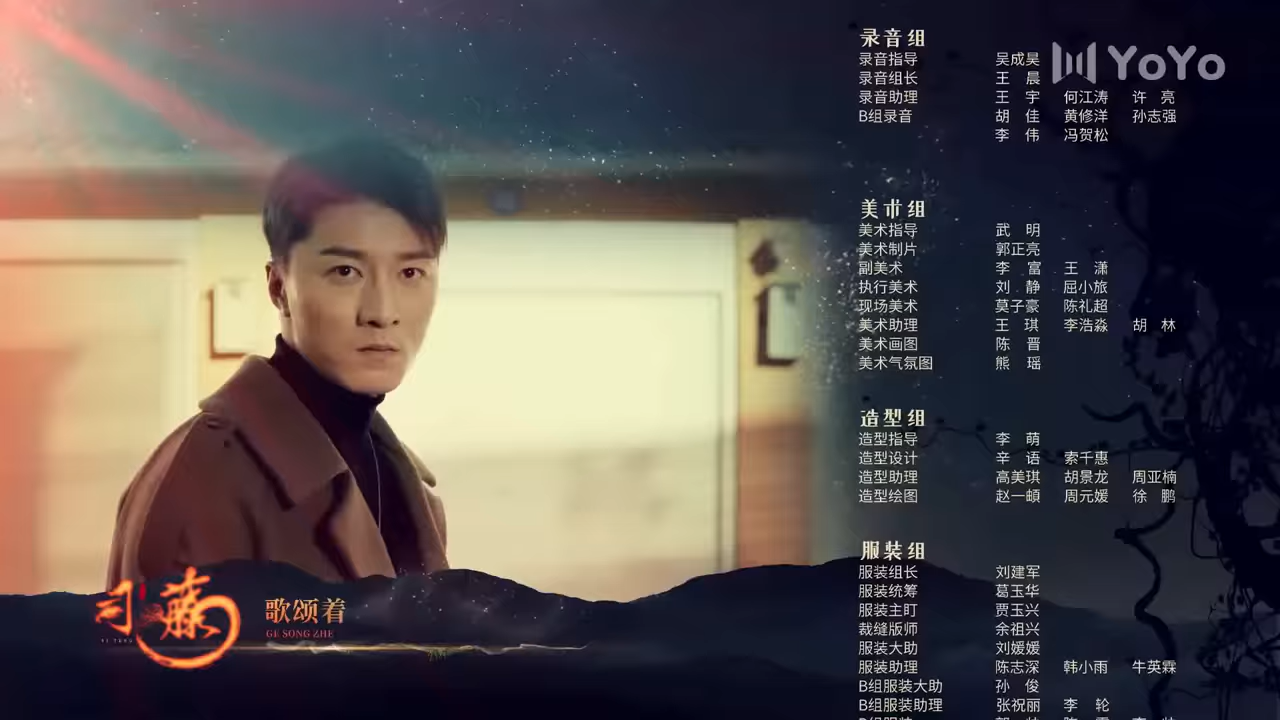 YoYo
录音组
录音指导 吴成昊
录音组长 王 晨
录音助理 王 宇 何江涛 许 亮
B组录音 胡 佳 黄修洋 孙志强
李 伟 冯贺松
美术组
美术指导 武 明
美术制片 郭正亮
副美术 李 富 王 潇
执行美术 刘 静 屈小旅
现场美术 莫子豪 陈礼超
美术助理 王 琪 李浩淼 胡 林
美术画图 陈 晋
美术气氛图 熊 瑶
造型组
造型指导 李 萌
造型设计 辛 语 索千惠
造型助理 高美琪 胡景龙 周亚楠
造型绘图 赵一頔 周元媛 徐 鹏
服装组
服装组长 刘建军
服装统筹 葛玉华
服装主盯 贾玉兴
裁缝版师 余祖兴
服装大助 刘媛媛
服装助理 陈志深 韩小雨 牛英霖
B组服装大助 孙 俊
B组服装助理 张祝丽 李 轮
司藤
SI TENG
歌颂着
GE SONG ZHE